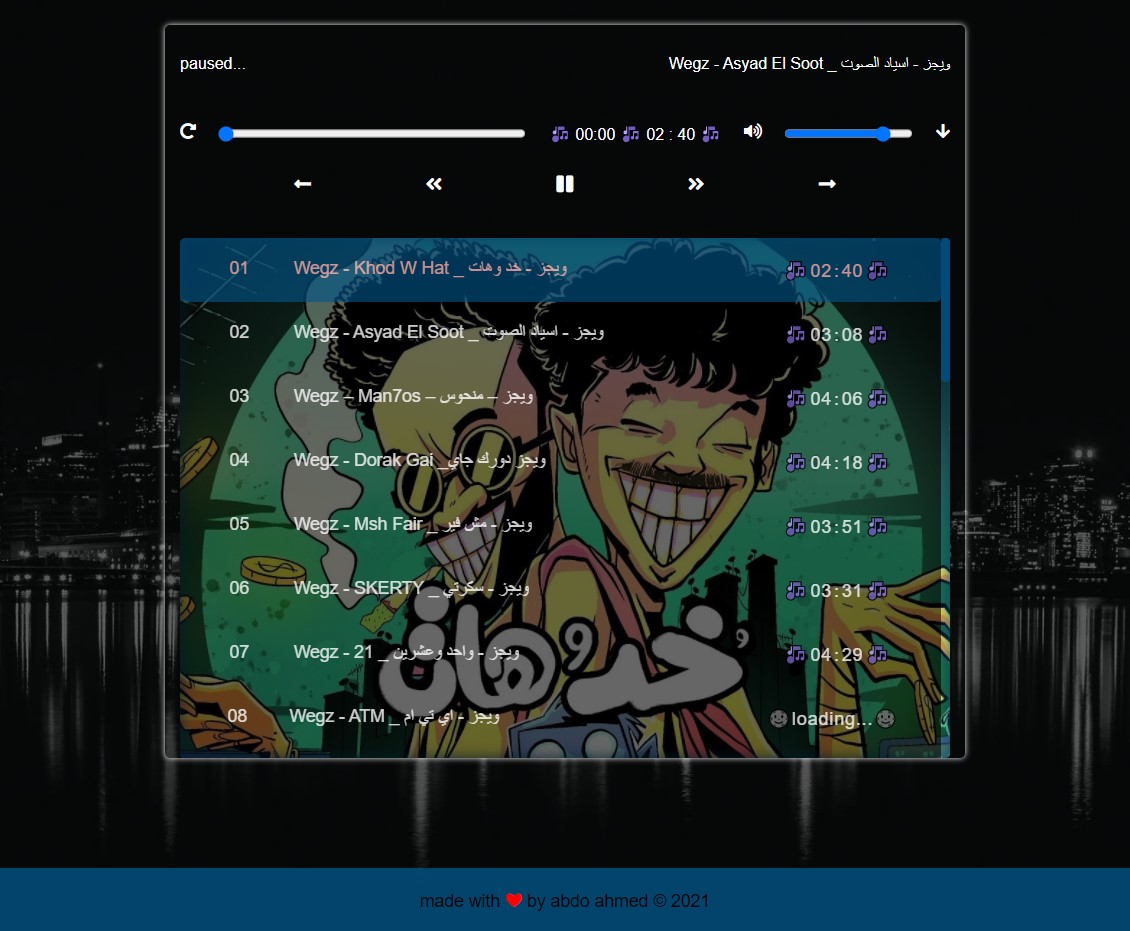 paused...
Wegz - Asyad El Soot _ ويجز - اسياد الصوت
00:00 02 : 40
01 Wegz - Khod W Hat _ ويجز - خد وهات 02:40
02 Wegz - Asyad El Soot _ ويجز - اسياد الصوت 03:08
03 Wegz – Man7os – ويجز – منحوس 04:06
04 Wegz - Dorak Gai _ويجز دورك جاي 04:18
05 Wegz - Msh Fair _ ويجز - مش فير 03:51
06 Wegz - SKERTY _ ويجز - سكرتي 03:31
07 Wegz - 21 _ ويجز - واحد وعشرين 04:29
08 Wegz - ATM _ ويجز - اي تي ام loading...
خد وهات
made with ❤ by abdo ahmed © 2021